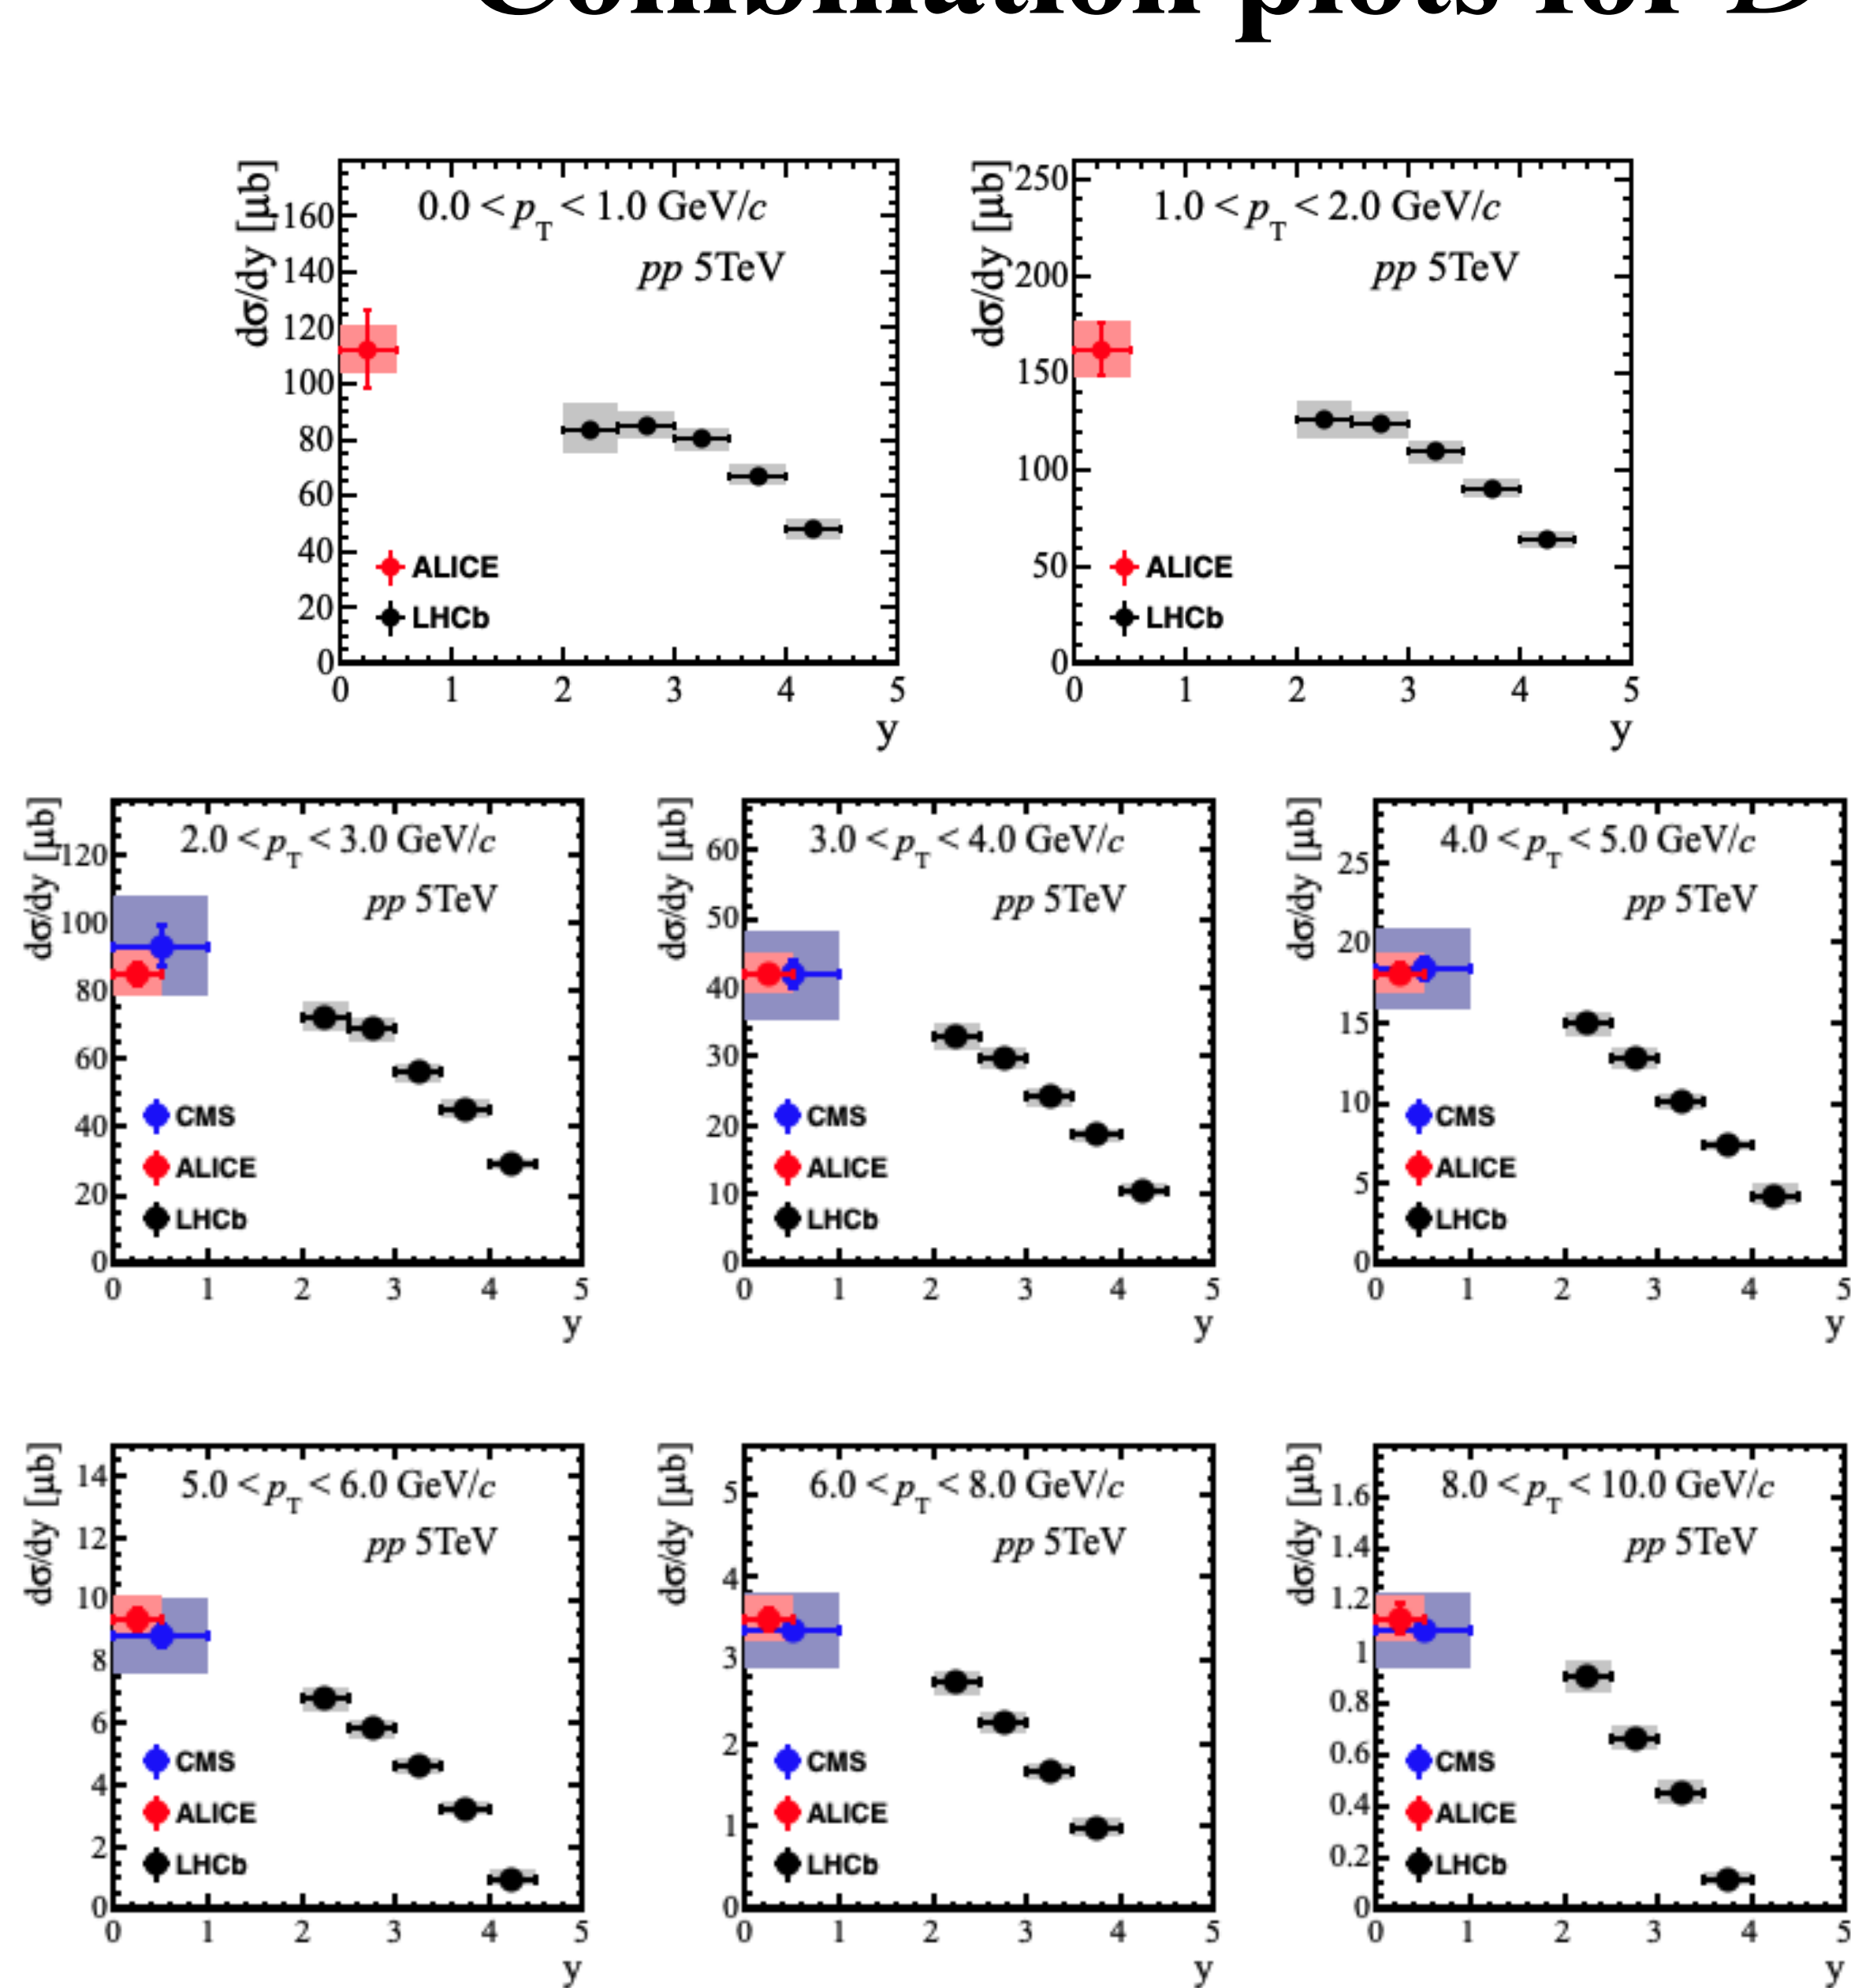 Combination plots for D
dσ/dy [μb]
0.0 < pT < 1.0 GeV/c
pp 5TeV
160
140
120
100
80
60
40
20
0
ALICE
LHCb
0 1 2 3 4 5
y
dσ/dy [μb]
1.0 < pT < 2.0 GeV/c
pp 5TeV
250
200
150
100
50
0
ALICE
LHCb
0 1 2 3 4 5
y
dσ/dy [μb]
2.0 < pT < 3.0 GeV/c
pp 5TeV
120
100
80
60
40
20
0
CMS
ALICE
LHCb
0 1 2 3 4 5
y
dσ/dy [μb]
3.0 < pT < 4.0 GeV/c
pp 5TeV
60
50
40
30
20
10
0
CMS
ALICE
LHCb
0 1 2 3 4 5
y
dσ/dy [μb]
4.0 < pT < 5.0 GeV/c
pp 5TeV
25
20
15
10
5
0
CMS
ALICE
LHCb
0 1 2 3 4 5
y
dσ/dy [μb]
5.0 < pT < 6.0 GeV/c
pp 5TeV
14
12
10
8
6
4
2
0
CMS
ALICE
LHCb
0 1 2 3 4 5
y
dσ/dy [μb]
6.0 < pT < 8.0 GeV/c
pp 5TeV
5
4
3
2
1
0
CMS
ALICE
LHCb
0 1 2 3 4 5
y
dσ/dy [μb]
8.0 < pT < 10.0 GeV/c
pp 5TeV
1.6
1.4
1.2
1
0.8
0.6
0.4
0.2
0
CMS
ALICE
LHCb
0 1 2 3 4 5
y